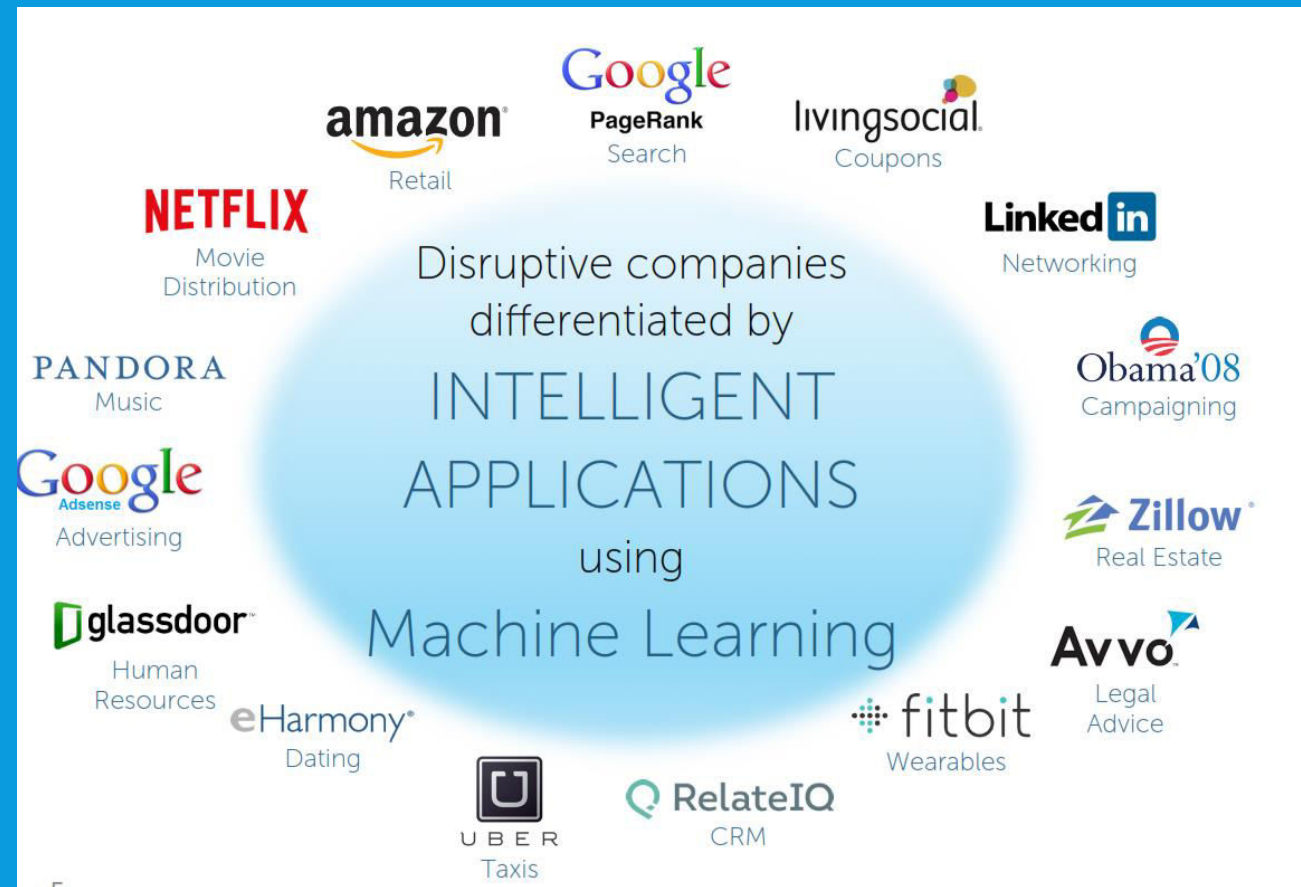 Google
PageRank
Search
amazon
Retail
livingsocial.
Coupons
NETFLIX
Movie
Distribution
Linked in
Networking
Disruptive companies
differentiated by
INTELLIGENT
APPLICATIONS
using
Machine Learning
PANDORA
Music
Obama'08
Campaigning
Google
Adsense
Advertising
Zillow
Real Estate
glassdoor
Human
Resources
Avvo
Legal
Advice
eHarmony
Dating
fitbit
Wearables
U
UBER
Taxis
RelateIQ
CRM